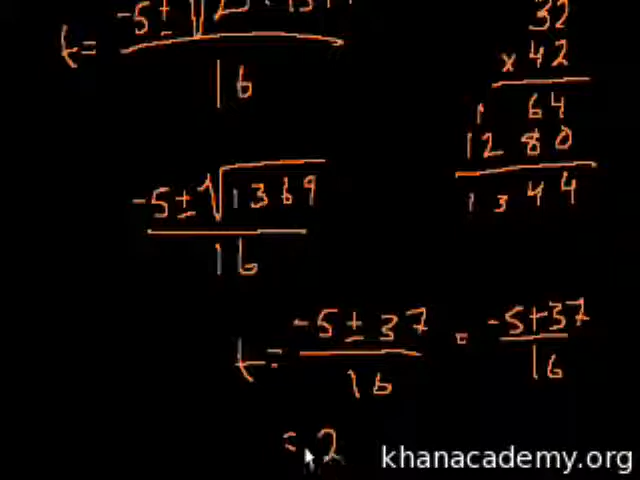 t = -5 ± √
16
32
× 42
1 64
1280
1344
-5 ± √1369
16
t = -5 ± 37 = -5 + 37
16 16
= 2
khanacademy.org